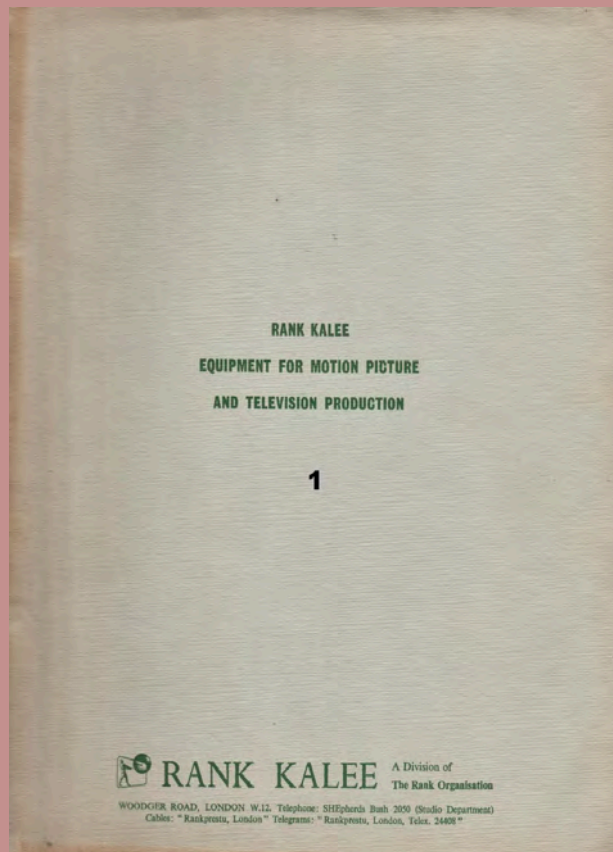 RANK KALEE
EQUIPMENT FOR MOTION PICTURE
AND TELEVISION PRODUCTION
1
RANK KALEE A Division of
The Rank Organisation
WOODGER ROAD, LONDON W.12. Telephone: SHEpherds Bush 2050 (Studio Department)
Cables: "Rankprestu, London" Telegrams: "Rankprestu, London, Telex. 24408"